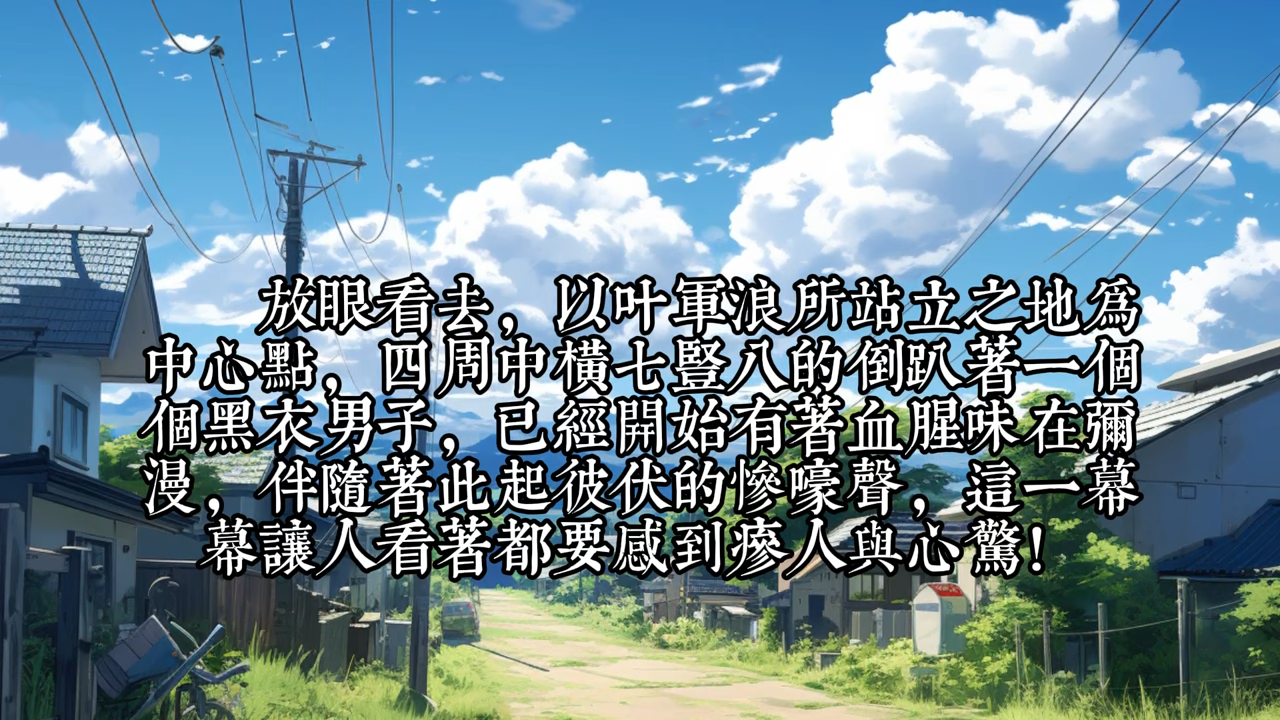 放眼看去，以叶軍浪所站立之地爲
中心點，四周中橫七豎八的倒趴著一個
個黑衣男子，已經開始有著血腥味在彌
漫，伴隨著此起彼伏的慘嚎聲，這一幕
幕讓人看著都要感到瘮人與心驚！